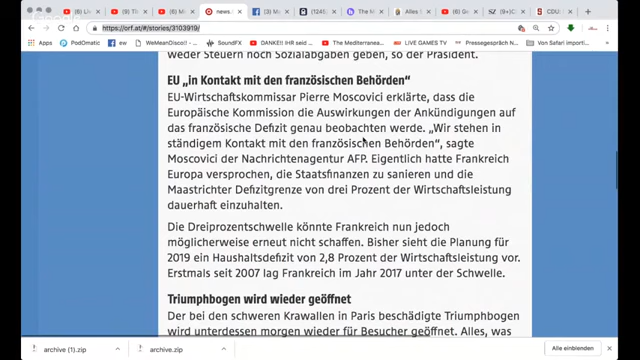 news.
Alles
CDU
https://orf.at/#/stories/3103919/
Apps
PodOmatic
ew
WeMeanDisco!!
SoundFX
DANKE!! IHR seid
The Mediterranea
LIVE GAMES TV
Pressegespräch N
Von Safari impor
weder Steuern noch Sozialabgaben geben, so der Präsident.
EU „in Kontakt mit den französischen Behörden“
EU-Wirtschaftskommissar Pierre Moscovici erklärte, dass die
Europäische Kommission die Auswirkungen der Ankündigungen auf
das französische Defizit genau beobachten werde. „Wir stehen in
ständigem Kontakt mit den französischen Behörden“, sagte
Moscovici der Nachrichtenagentur AFP. Eigentlich hatte Frankreich
Europa versprochen, die Staatsfinanzen zu sanieren und die
Maastrichter Defizitgrenze von drei Prozent der Wirtschaftsleistung
dauerhaft einzuhalten.
Die Dreiprozentschwelle könnte Frankreich nun jedoch
möglicherweise erneut nicht schaffen. Bisher sieht die Planung für
2019 ein Haushaltsdefizit von 2,8 Prozent der Wirtschaftsleistung vor.
Erstmals seit 2007 lag Frankreich im Jahr 2017 unter der Schwelle.
Triumphbogen wird wieder geöffnet
Der bei den schweren Krawallen in Paris beschädigte Triumphbogen
wird unterdessen morgen wieder für Besucher geöffnet. Alles, was
archive (1).zip
archive.zip
Alle einblenden